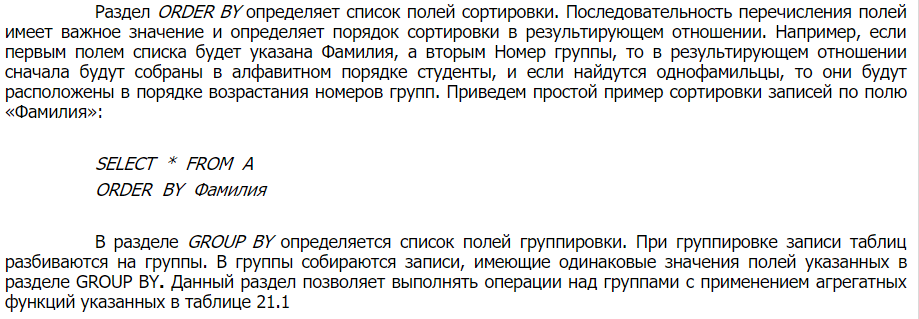 Раздел ORDER BY определяет список полей сортировки. Последовательность перечисления полей
имеет важное значение и определяет порядок сортировки в результирующем отношении. Например, если
первым полем списка будет указана Фамилия, а вторым Номер группы, то в результирующем отношении
сначала будут собраны в алфавитном порядке студенты, и если найдутся однофамильцы, то они будут
расположены в порядке возрастания номеров групп. Приведем простой пример сортировки записей по полю
«Фамилия»:
SELECT * FROM A
ORDER BY Фамилия
В разделе GROUP BY определяется список полей группировки. При группировке записи таблиц
разбиваются на группы. В группы собираются записи, имеющие одинаковые значения полей указанных в
разделе GROUP BY. Данный раздел позволяет выполнять операции над группами с применением агрегатных
функций указанных в таблице 21.1